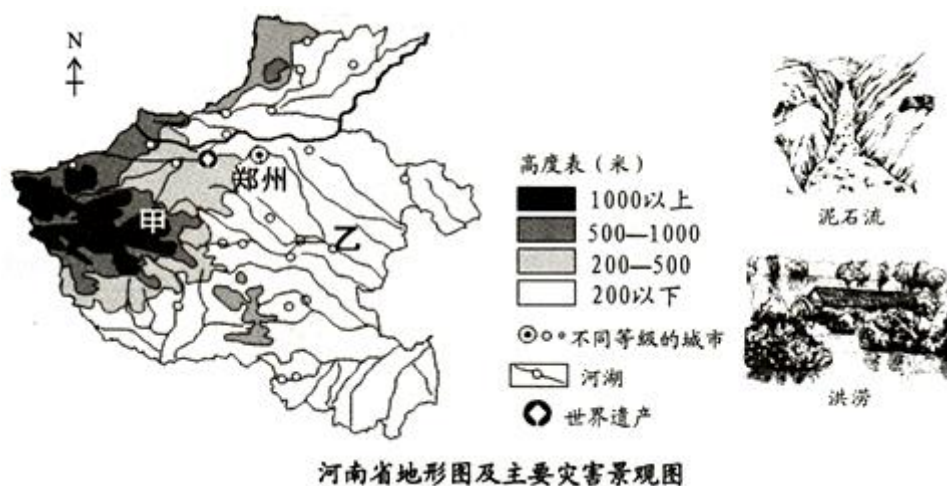 N
郑州
甲
乙
高度表（米）
1000以上
500—1000
200—500
200以下
不同等级的城市
河湖
世界遗产
泥石流
洪涝
河南省地形图及主要灾害景观图